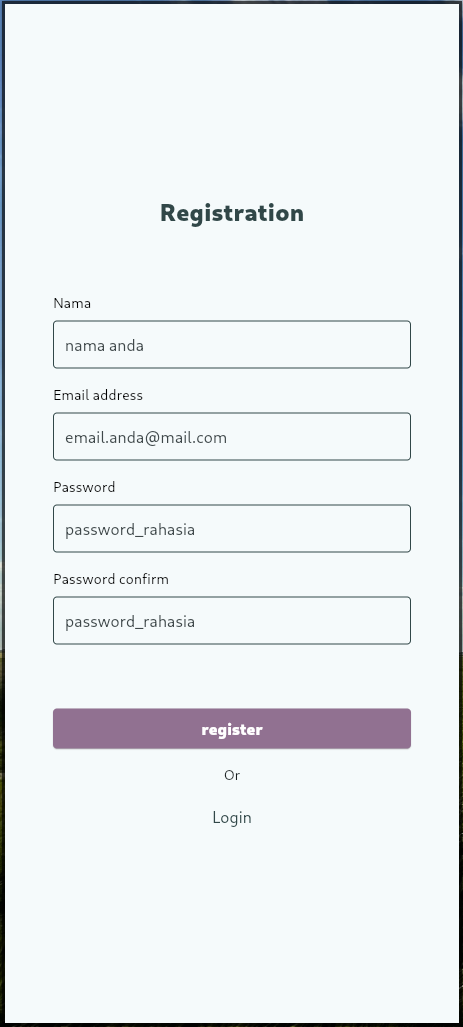 Registration
Nama
nama anda
Email address
email.anda@mail.com
Password
password_rahasia
Password confirm
password_rahasia
register
Or
Login